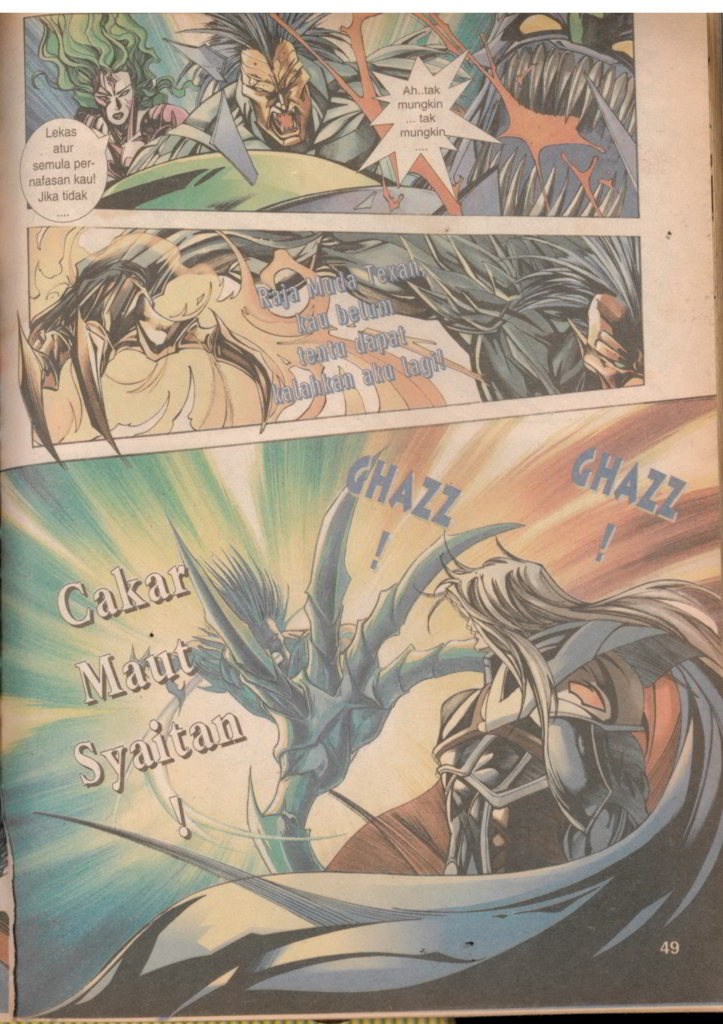 Lekas
atur
semula per-
nafasan kau!
Jika tidak
....
Ah..tak
mungkin
... tak
mungkin
....
Raja Muda Texan,
kau belum
tentu dapat
kalahkan aku lagi!
GHAZZ
!
GHAZZ
!
Cakar
Maut
Syaitan
!
49